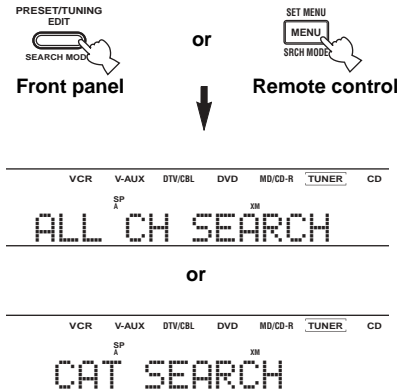 PRESET/TUNING
EDIT
SEARCH MODE
Front panel
or
SET MENU
MENU
SRCH MODE
Remote control
VCR V-AUX DTV/CBL DVD MD/CD-R TUNER CD
SP
A
XM
ALL CH SEARCH
or
VCR V-AUX DTV/CBL DVD MD/CD-R TUNER CD
SP
A
XM
CAT SEARCH